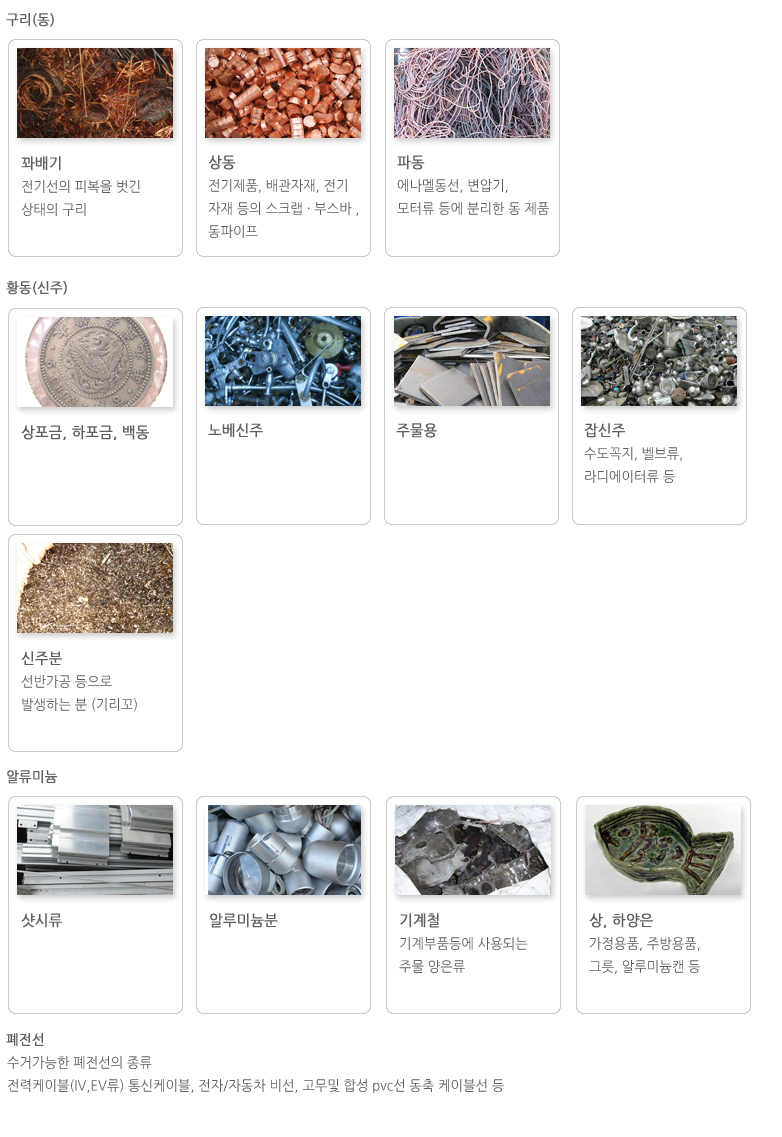 구리(동)
꽈배기
전기선의 피복을 벗긴
상태의 구리
상동
전기제품, 배관자재, 전기
자재 등의 스크랩 · 부스바 ,
동파이프
파동
에나멜동선, 변압기,
모터류 등에 분리한 동 제품
황동(신주)
상포금, 하포금, 백동
노베신주
주물용
잡신주
수도꼭지, 벨브류,
라디에이터류 등
신주분
선반가공 등으로
발생하는 분 (기리꼬)
알류미늄
샷시류
알루미늄분
기계철
기계부품등에 사용되는
주물 양은류
상, 하양은
가정용품, 주방용품,
그릇, 알루미늄캔 등
폐전선
수거가능한 폐전선의 종류
전력케이블(IV,EV류) 통신케이블, 전자/자동차 비선, 고무및 합성 pvc선 동축 케이블선 등